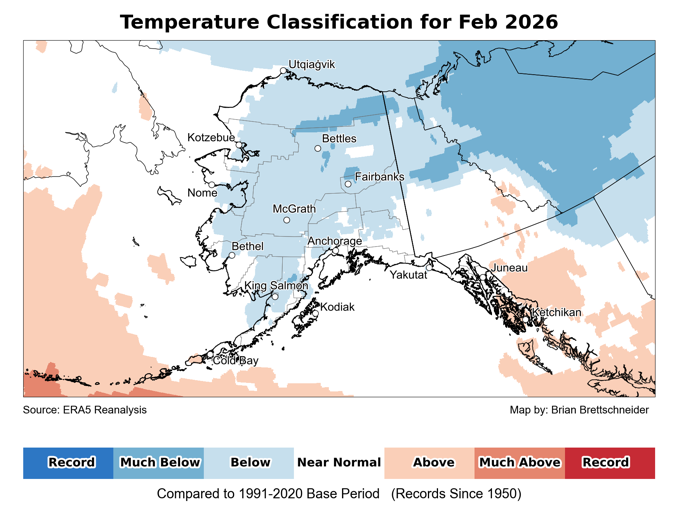 Temperature Classification for Feb 2026
Utqiaġvik
Kotzebue
Bettles
Fairbanks
Nome
McGrath
Bethel
Anchorage
Yakutat
Juneau
King Salmon
Kodiak
Ketchikan
Cold Bay
Source: ERA5 Reanalysis
Map by: Brian Brettschneider
Record
Much Below
Below
Near Normal
Above
Much Above
Record
Compared to 1991-2020 Base Period (Records Since 1950)